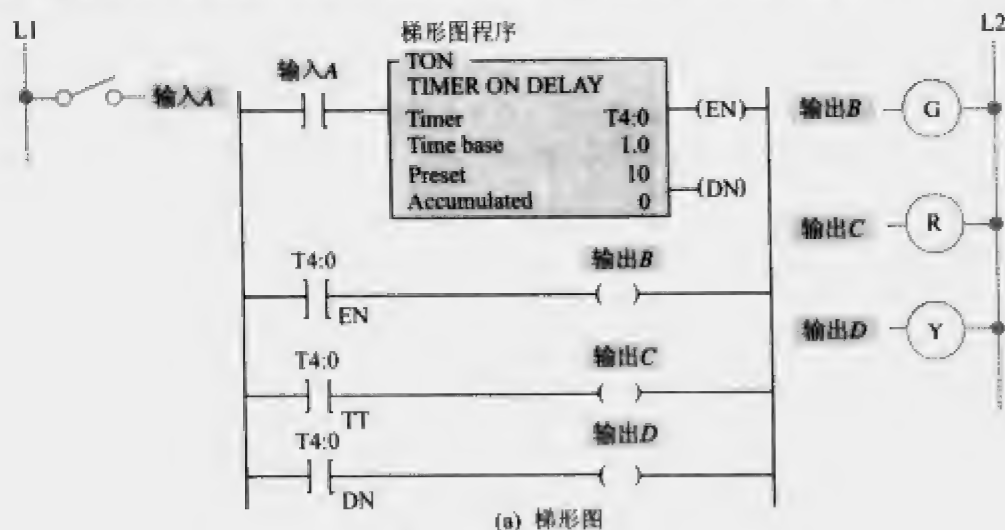 L1
L2
梯形图程序
输入A
输入A
TON
TIMER ON DELAY
Timer T4:0
Time base 1.0
Preset 10
Accumulated 0
(EN)
(DN)
输出B G
T4:0
EN
输出B
输出C R
T4:0
TT
输出C
输出D Y
T4:0
DN
输出D
(a) 梯形图